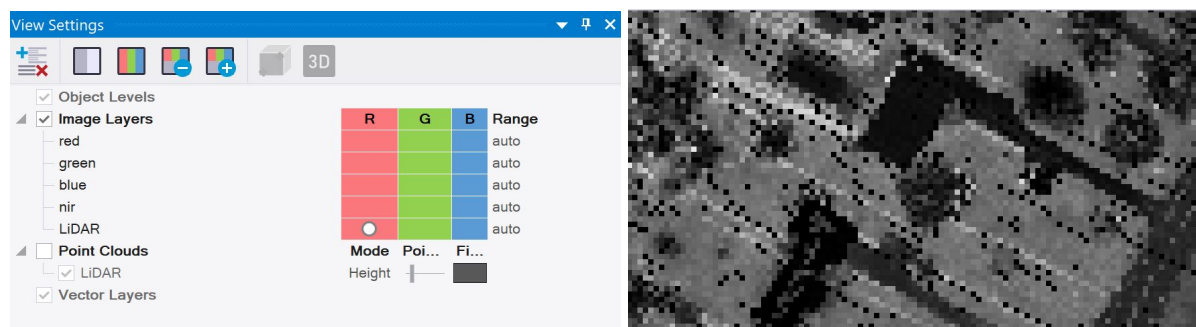 View Settings
3D
Object Levels
Image Layers R G B Range
red auto
green auto
blue auto
nir auto
LiDAR auto
Point Clouds Mode Poi... Fi...
LiDAR Height
Vector Layers